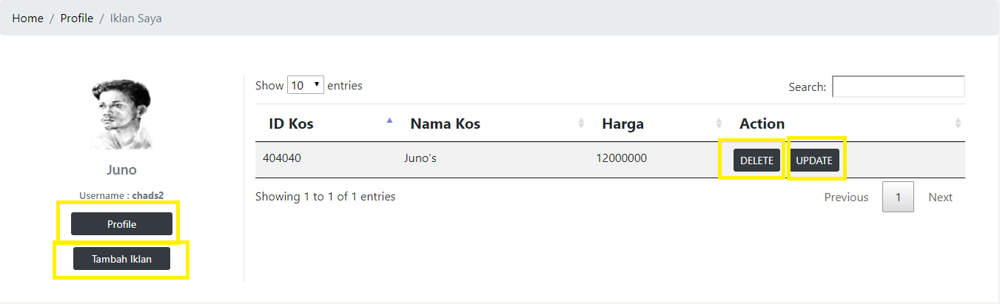 Home / Profile / Iklan Saya
Juno
Username : chads2
Profile
Tambah Iklan
Show 10 entries
Search:
ID Kos Nama Kos Harga Action
404040 Juno's 12000000 DELETE UPDATE
Showing 1 to 1 of 1 entries
Previous 1 Next